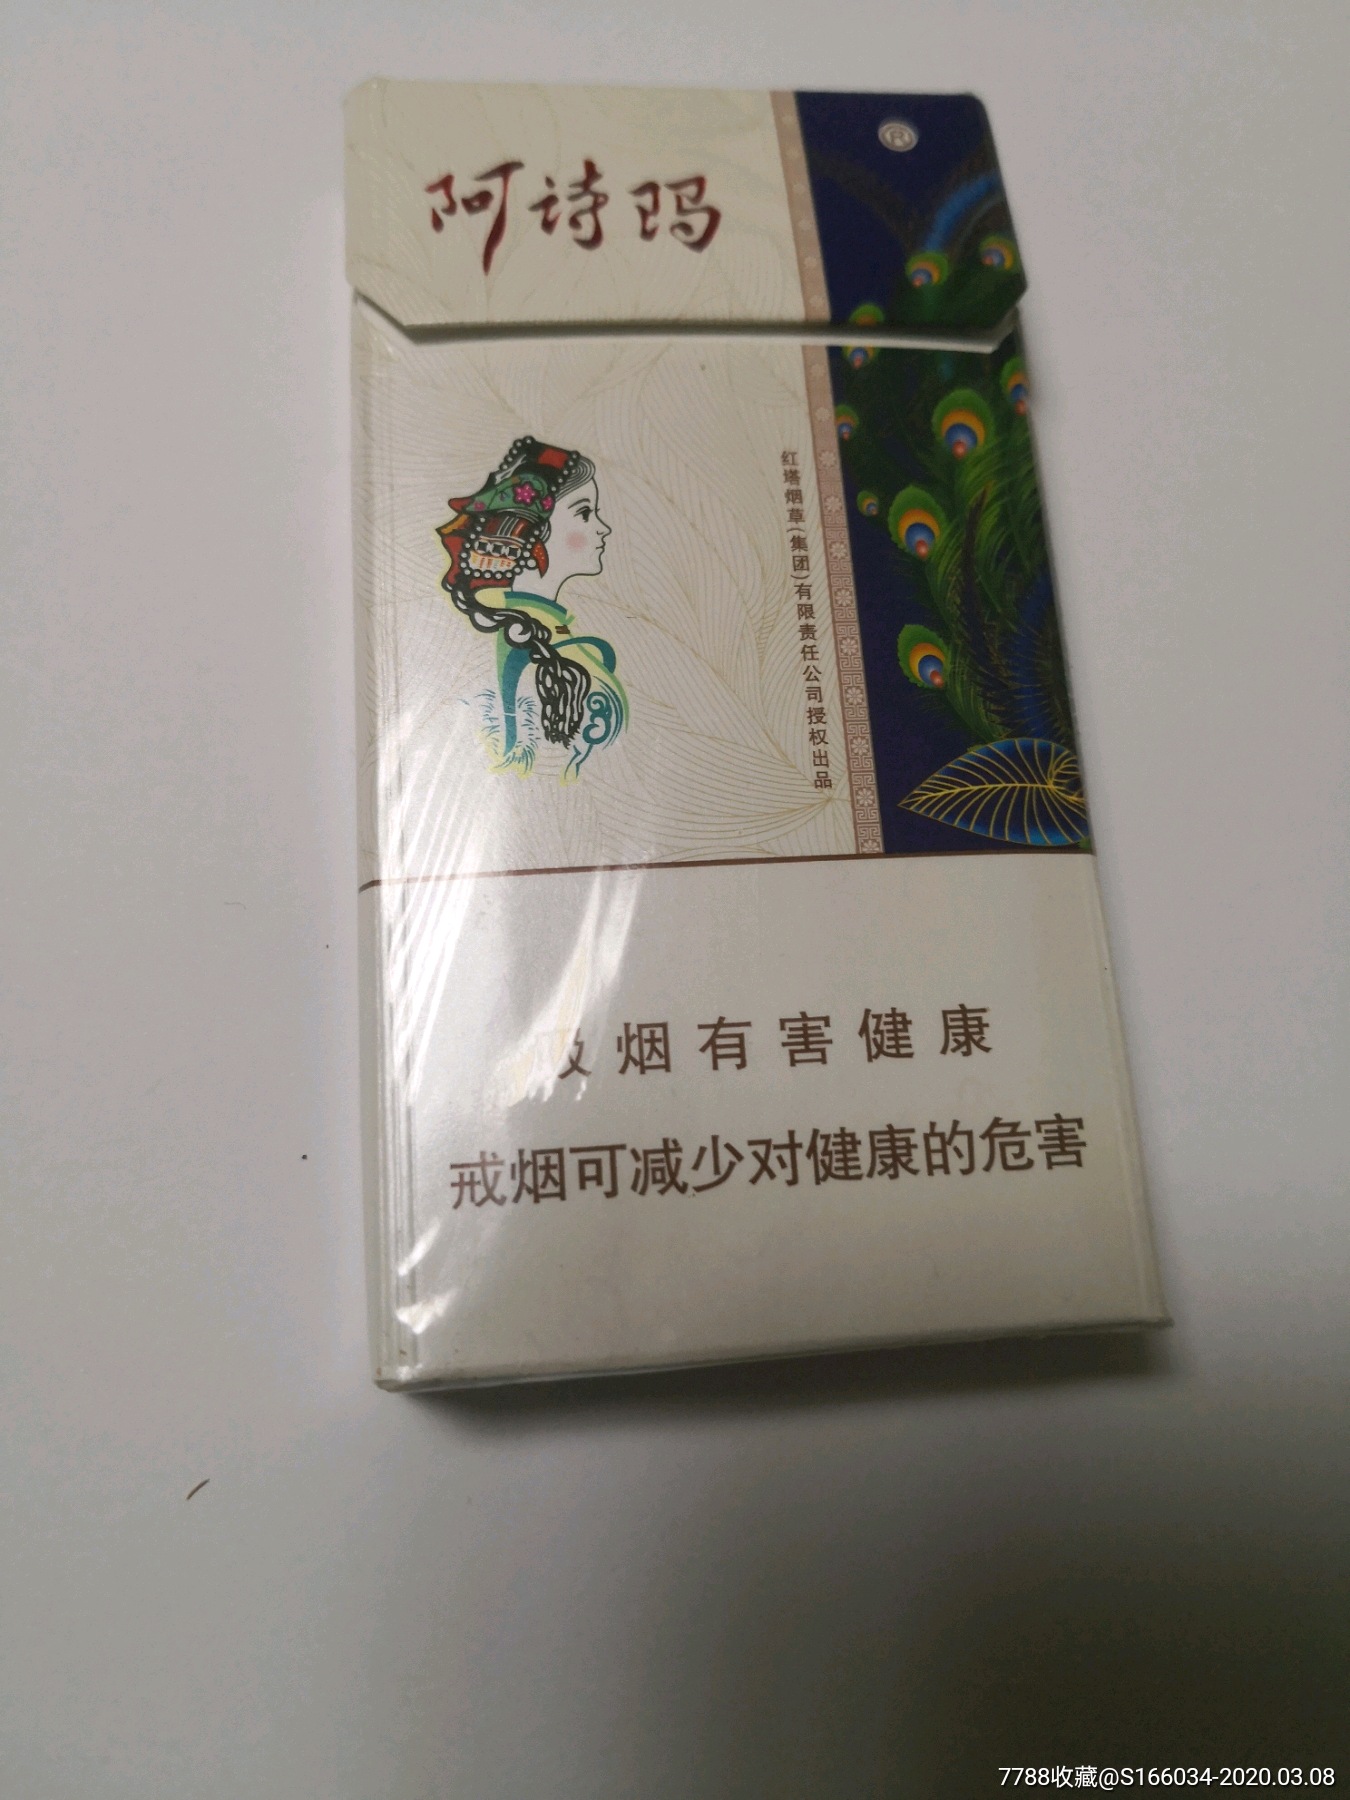 阿诗玛
®
红塔烟草(集团)有限责任公司授权出品
吸烟有害健康
戒烟可减少对健康的危害
7788收藏@S166034-2020.03.08